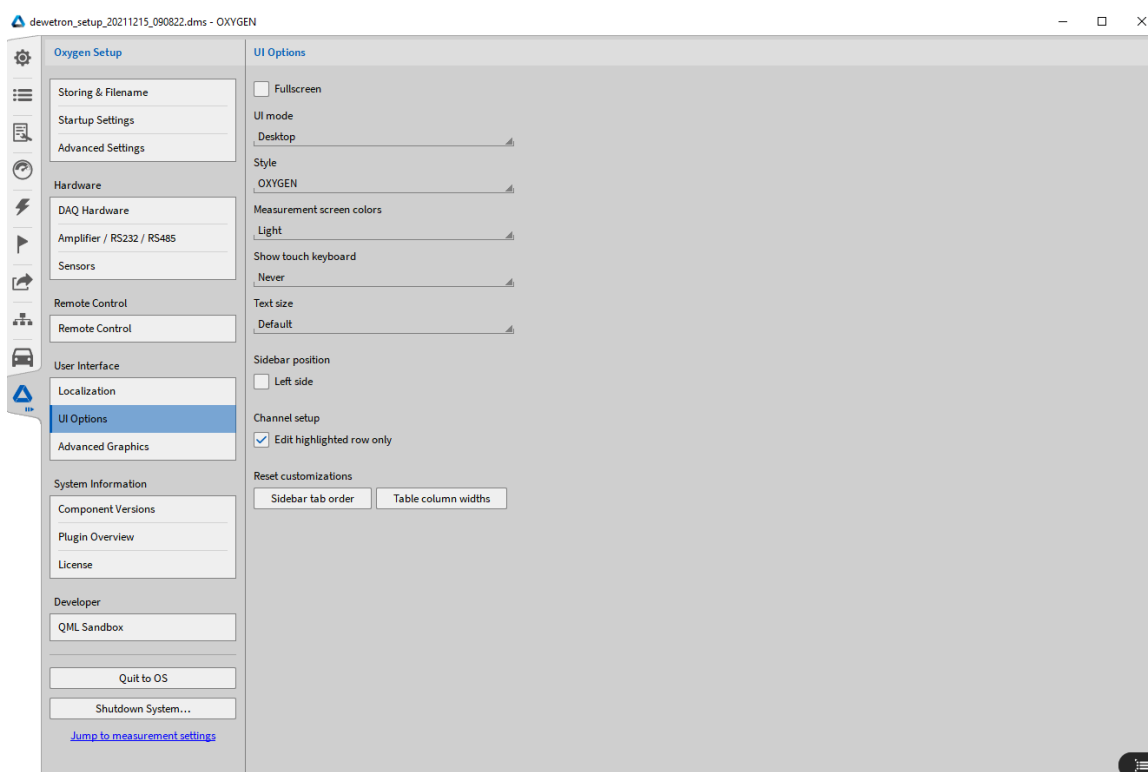 dewetron_setup_20211215_090822.dms - OXYGEN
Oxygen Setup
Storing & Filename
Startup Settings
Advanced Settings
Hardware
DAQ Hardware
Amplifier / RS232 / RS485
Sensors
Remote Control
Remote Control
User Interface
Localization
UI Options
Advanced Graphics
System Information
Component Versions
Plugin Overview
License
Developer
QML Sandbox
Quit to OS
Shutdown System...
Jump to measurement settings
UI Options
Fullscreen
UI mode
Desktop
Style
OXYGEN
Measurement screen colors
Light
Show touch keyboard
Never
Text size
Default
Sidebar position
Left side
Channel setup
Edit highlighted row only
Reset customizations
Sidebar tab order
Table column widths